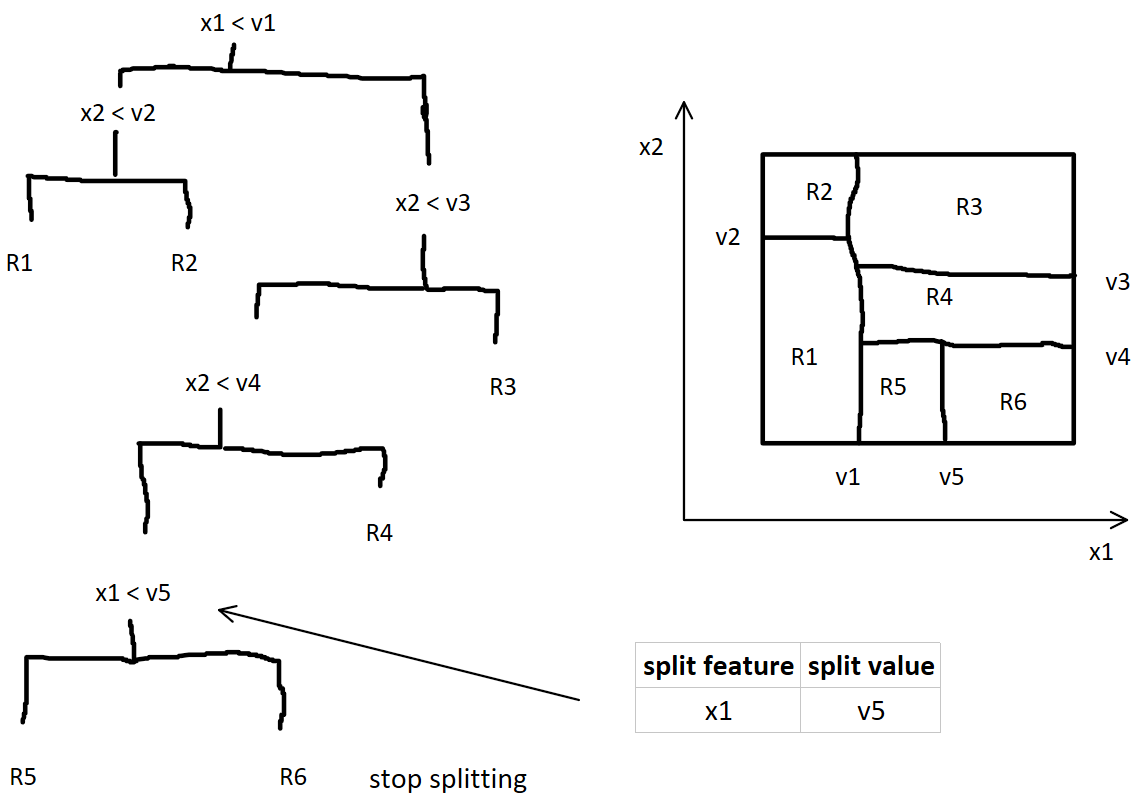 x1 < v1
x2 < v2
x2 < v3
R1 R2
x2 < v4
R3
R4
x1 < v5
R5 R6
stop splitting
x2
R2 R3
v2
v3
R4
R1
v4
R5 R6
v1 v5
x1
split feature split value
x1 v5